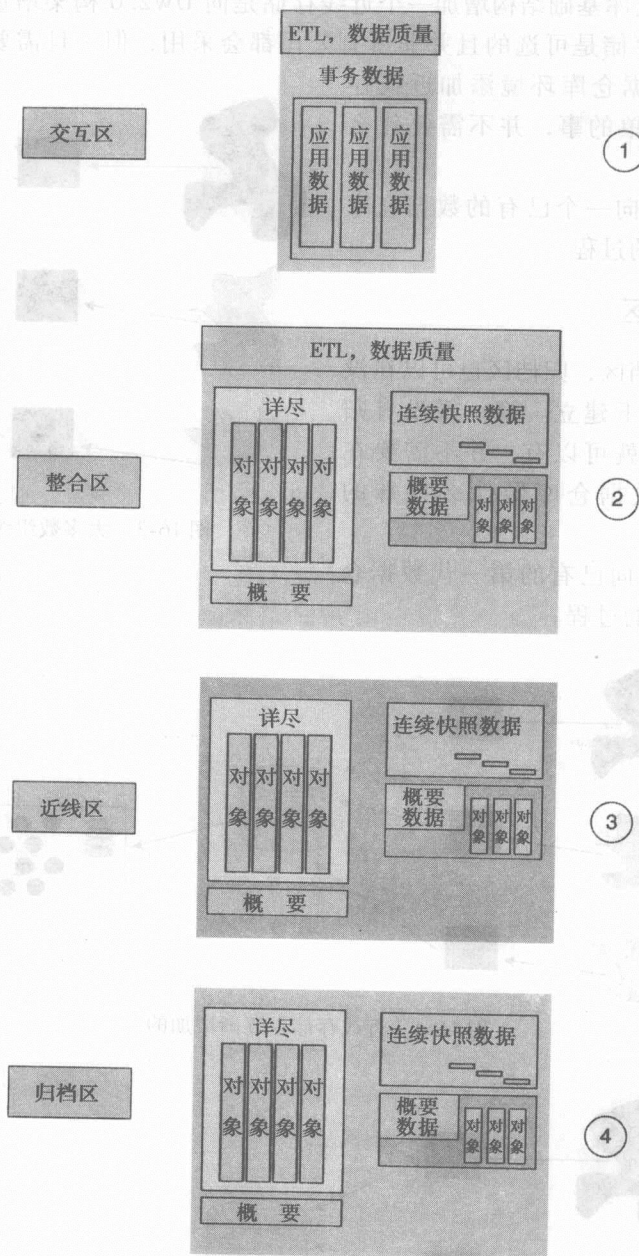 ETL，数据质量
事务数据
交互区
应用数据
应用数据
应用数据
1
ETL，数据质量
详尽
连续快照数据
对象
对象
对象
对象
概要
数据
对象
对象
对象
整合区
2
概 要
详尽
连续快照数据
对象
对象
对象
对象
概要
数据
对象
对象
对象
近线区
3
概 要
详尽
连续快照数据
对象
对象
对象
对象
概要
数据
对象
对象
对象
归档区
4
概 要